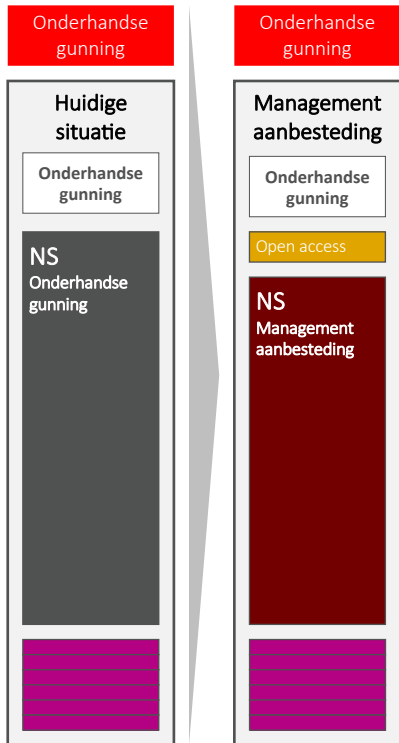 Onderhandse
gunning
Huidige
situatie
Onderhandse
gunning
NS
Onderhandse
gunning
Onderhandse
gunning
Management
aanbesteding
Onderhandse
gunning
Open access
NS
Management
aanbesteding